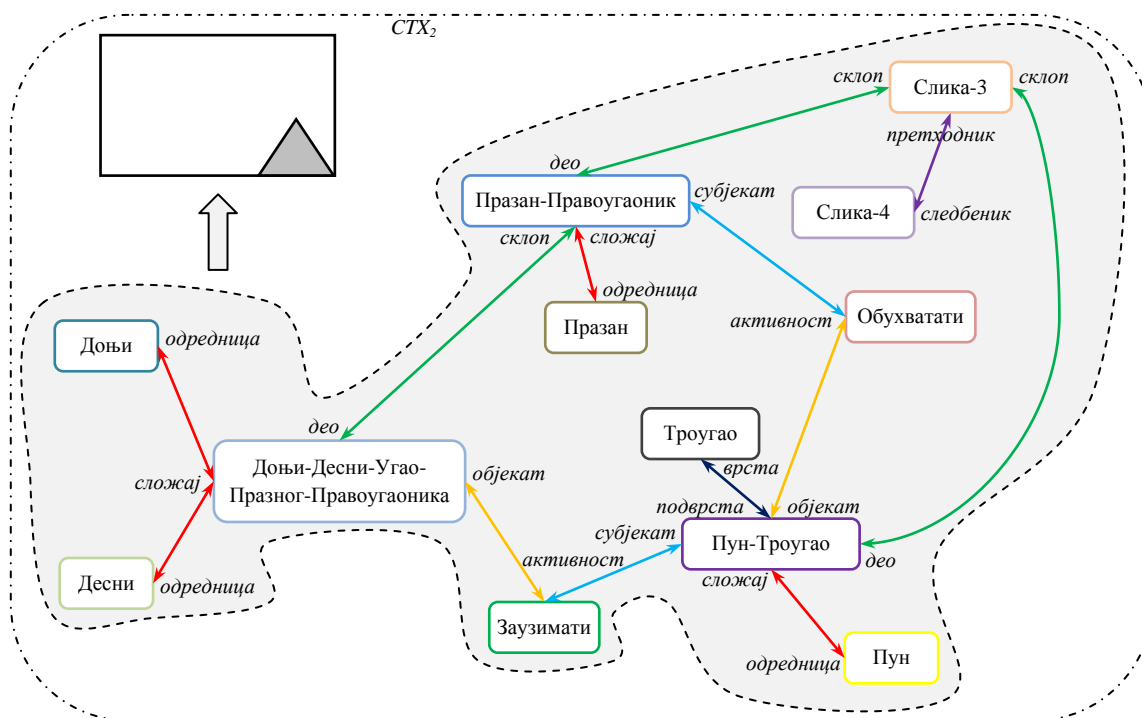 CTX₂
склоп
Слика-3
склоп
претходник
део
Празан-Правоугаоник
субјекат
Слика-4
следбеник
склоп
сложај
одредница
Празан
активност
Обухватати
Доњи
одредница
део
Троугао
врста
Доњи-Десни-Угао-
Празног-Правоугаоника
сложај
објекат
подврста
објекат
субјекат
Пун-Троугао
део
активност
сложај
Десни
одредница
Заузимати
одредница
Пун